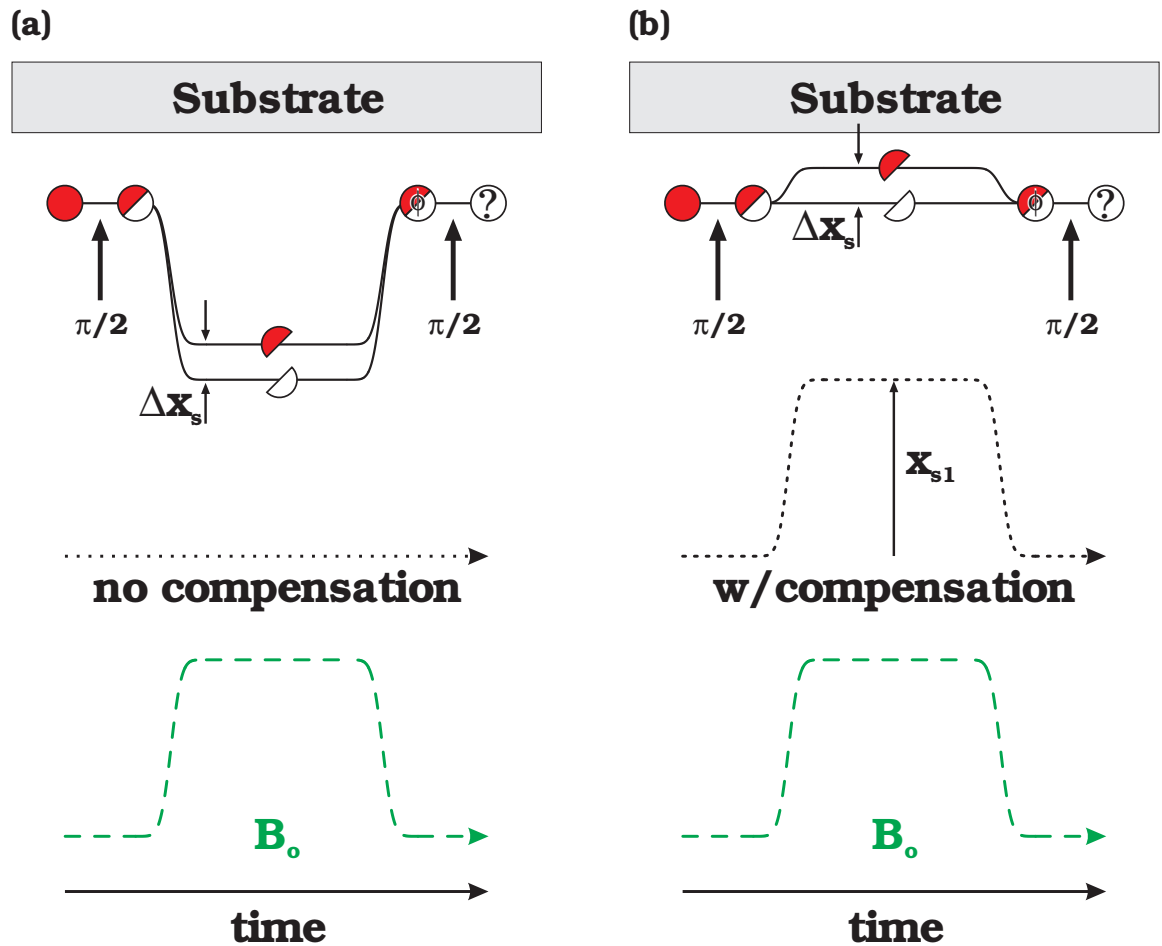 (a)
Substrate
ϕ
?
π/2
π/2
Δxₛ
no compensation
Bₒ
time
(b)
Substrate
Δxₛ
ϕ
?
π/2
π/2
xₛ₁
w/compensation
Bₒ
time